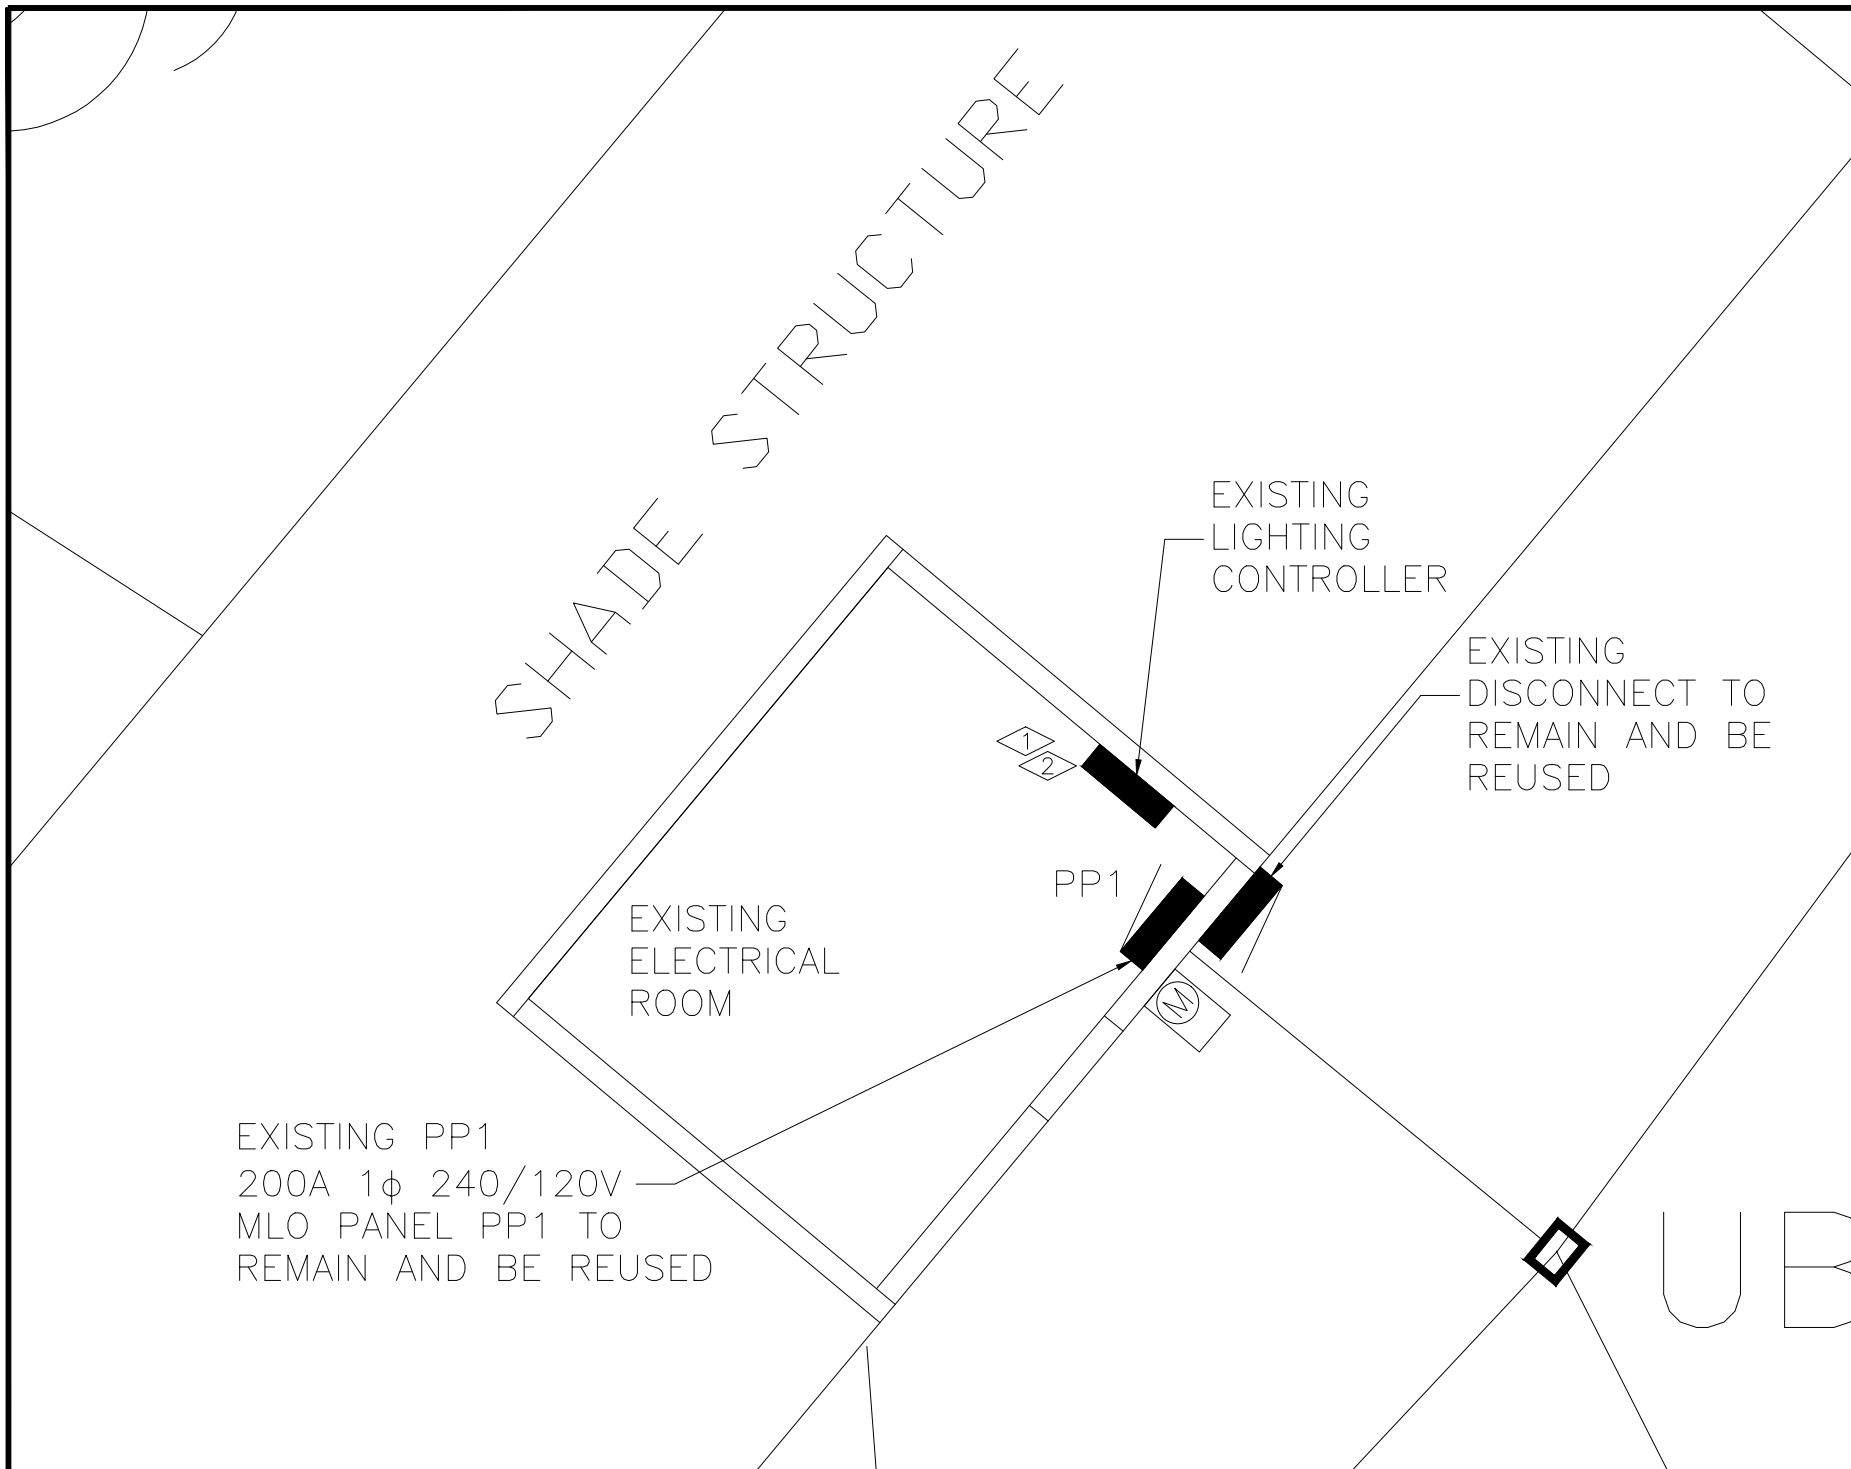 SHADE STRUCTURE
EXISTING
LIGHTING
CONTROLLER
EXISTING
DISCONNECT TO
REMAIN AND BE
REUSED
1
2
PP1
EXISTING
ELECTRICAL
ROOM
M
EXISTING PP1
200A 1ϕ 240/120V
MLO PANEL PP1 TO
REMAIN AND BE REUSED